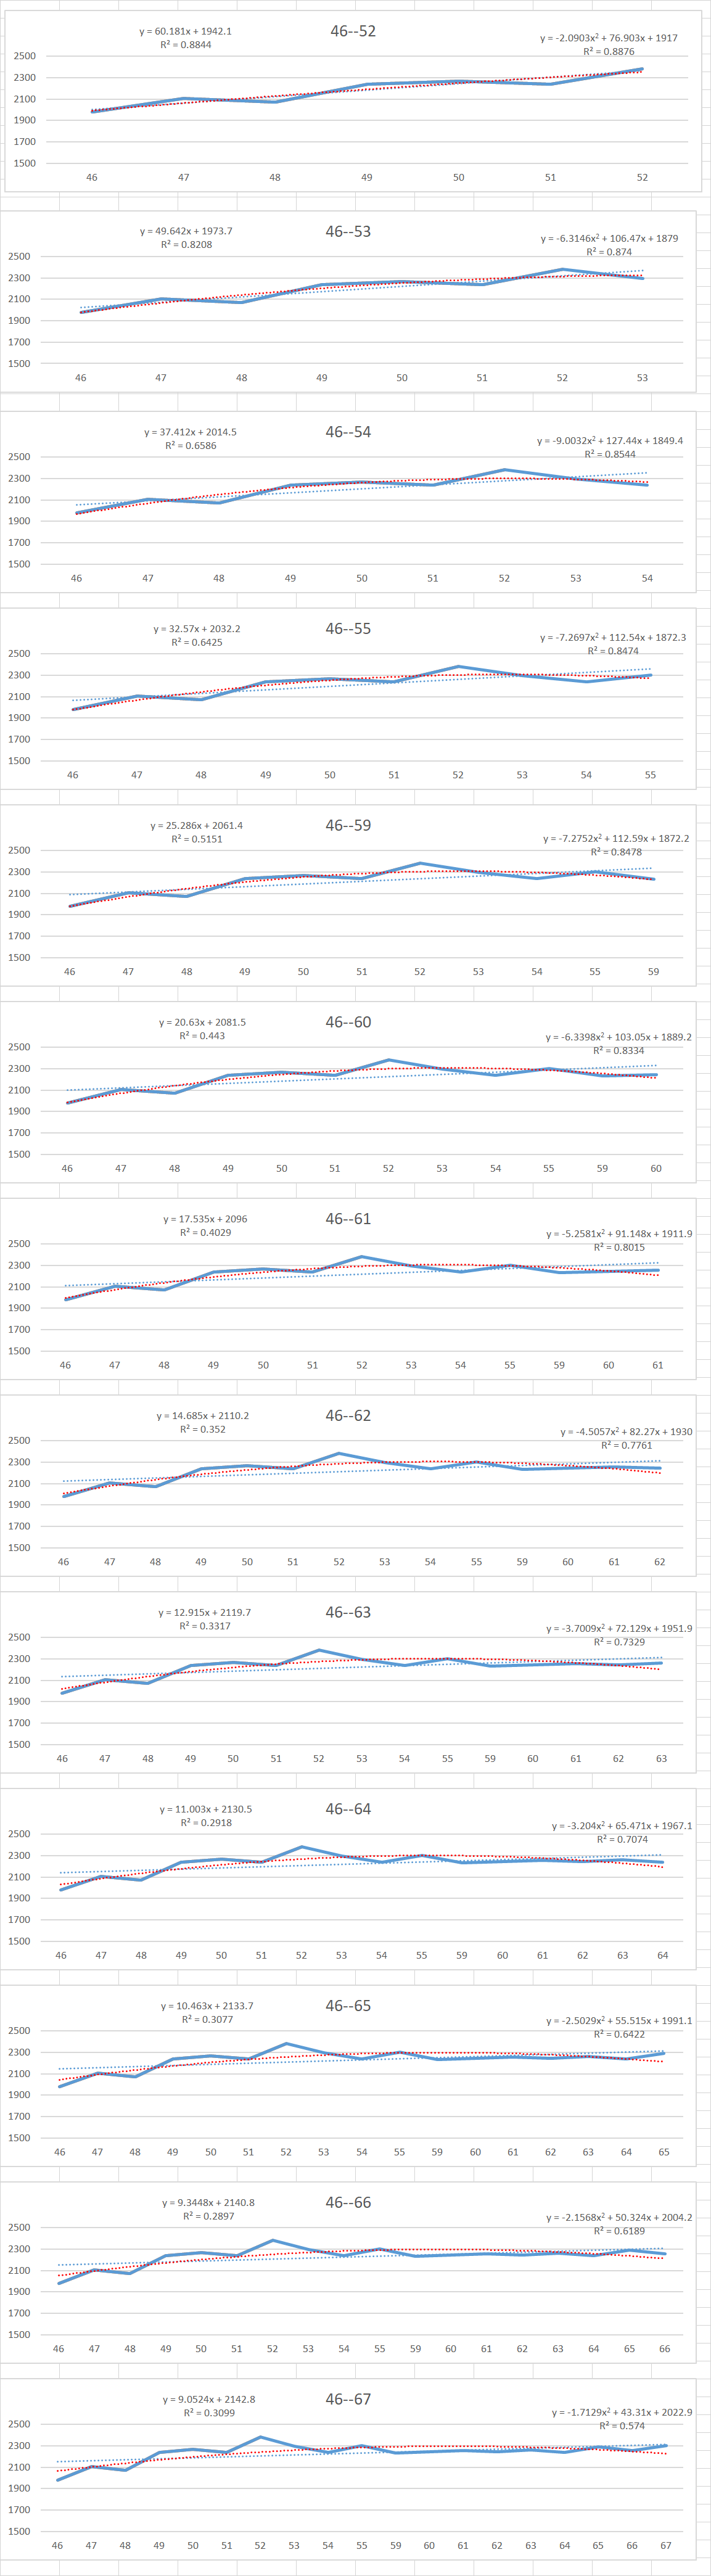 46--52
y = 60.181x + 1942.1
R² = 0.8844
y = -2.0903x² + 76.903x + 1917
R² = 0.8876
2500
2300
2100
1900
1700
1500
46 47 48 49 50 51 52
46--53
y = 49.642x + 1973.7
R² = 0.8208
y = -6.3146x² + 106.47x + 1879
R² = 0.874
2500
2300
2100
1900
1700
1500
46 47 48 49 50 51 52 53
46--54
y = 37.412x + 2014.5
R² = 0.6586
y = -9.0032x² + 127.44x + 1849.4
R² = 0.8544
2500
2300
2100
1900
1700
1500
46 47 48 49 50 51 52 53 54
46--55
y = 32.57x + 2032.2
R² = 0.6425
y = -7.2697x² + 112.54x + 1872.3
R² = 0.8474
2500
2300
2100
1900
1700
1500
46 47 48 49 50 51 52 53 54 55
46--59
y = 25.286x + 2061.4
R² = 0.5151
y = -7.2752x² + 112.59x + 1872.2
R² = 0.8478
2500
2300
2100
1900
1700
1500
46 47 48 49 50 51 52 53 54 55 59
46--60
y = 20.63x + 2081.5
R² = 0.443
y = -6.3398x² + 103.05x + 1889.2
R² = 0.8334
2500
2300
2100
1900
1700
1500
46 47 48 49 50 51 52 53 54 55 59 60
46--61
y = 17.535x + 2096
R² = 0.4029
y = -5.2581x² + 91.148x + 1911.9
R² = 0.8015
2500
2300
2100
1900
1700
1500
46 47 48 49 50 51 52 53 54 55 59 60 61
46--62
y = 14.685x + 2110.2
R² = 0.352
y = -4.5057x² + 82.27x + 1930
R² = 0.7761
2500
2300
2100
1900
1700
1500
46 47 48 49 50 51 52 53 54 55 59 60 61 62
46--63
y = 12.915x + 2119.7
R² = 0.3317
y = -3.7009x² + 72.129x + 1951.9
R² = 0.7329
2500
2300
2100
1900
1700
1500
46 47 48 49 50 51 52 53 54 55 59 60 61 62 63
46--64
y = 11.003x + 2130.5
R² = 0.2918
y = -3.204x² + 65.471x + 1967.1
R² = 0.7074
2500
2300
2100
1900
1700
1500
46 47 48 49 50 51 52 53 54 55 59 60 61 62 63 64
46--65
y = 10.463x + 2133.7
R² = 0.3077
y = -2.5029x² + 55.515x + 1991.1
R² = 0.6422
2500
2300
2100
1900
1700
1500
46 47 48 49 50 51 52 53 54 55 59 60 61 62 63 64 65
46--66
y = 9.3448x + 2140.8
R² = 0.2897
y = -2.1568x² + 50.324x + 2004.2
R² = 0.6189
2500
2300
2100
1900
1700
1500
46 47 48 49 50 51 52 53 54 55 59 60 61 62 63 64 65 66
46--67
y = 9.0524x + 2142.8
R² = 0.3099
y = -1.7129x² + 43.31x + 2022.9
R² = 0.574
2500
2300
2100
1900
1700
1500
46 47 48 49 50 51 52 53 54 55 59 60 61 62 63 64 65 66 67